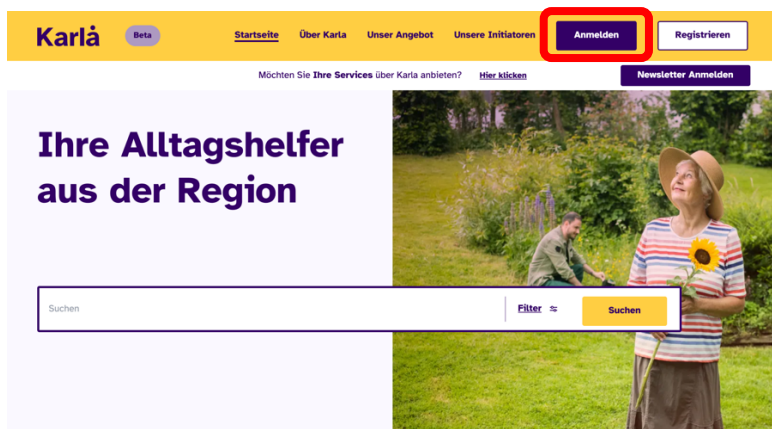 Karlå Beta Startseite Über Karla Unser Angebot Unsere Initiatoren Anmelden Registrieren
Möchten Sie Ihre Services über Karla anbieten? Hier klicken Newsletter Anmelden
Ihre Alltagshelfer
aus der Region
Suchen Filter Suchen